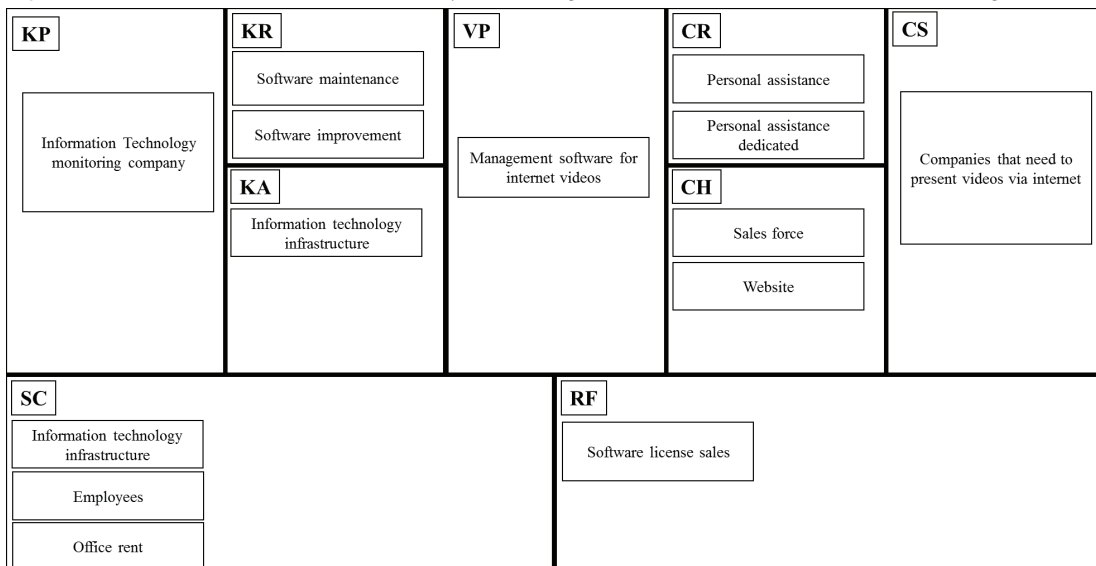 KP
Information Technology
monitoring company
KR
Software maintenance
Software improvement
KA
Information technology
infrastructure
VP
Management software for
internet videos
CR
Personal assistance
Personal assistance
dedicated
CH
Sales force
Website
CS
Companies that need to
present videos via internet
SC
Information technology
infrastructure
Employees
Office rent
RF
Software license sales